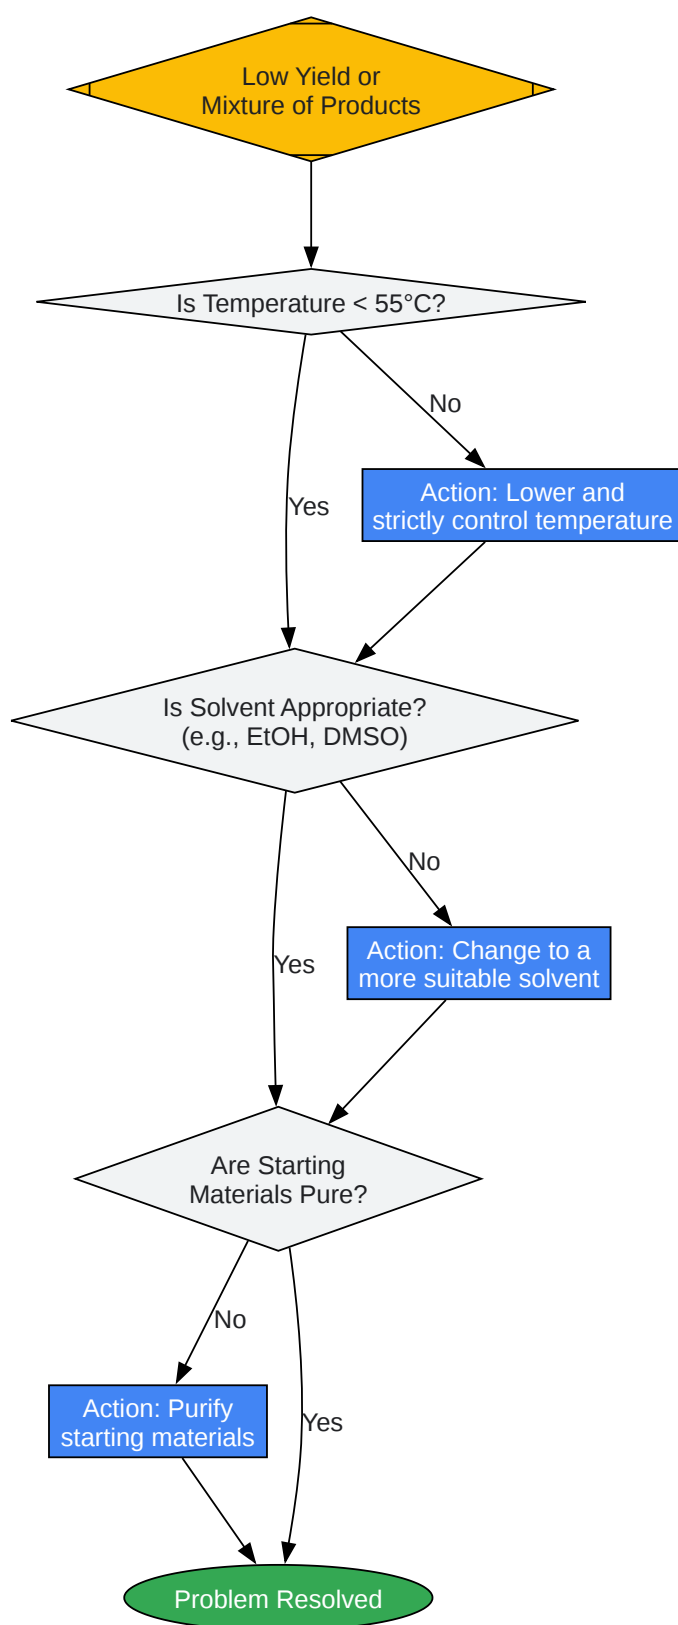 Low Yield or
Mixture of Products
Is Temperature < 55°C?
No
Action: Lower and
strictly control temperature
Yes
Is Solvent Appropriate?
(e.g., EtOH, DMSO)
No
Action: Change to a
more suitable solvent
Yes
Are Starting
Materials Pure?
No
Action: Purify
starting materials
Yes
Problem Resolved